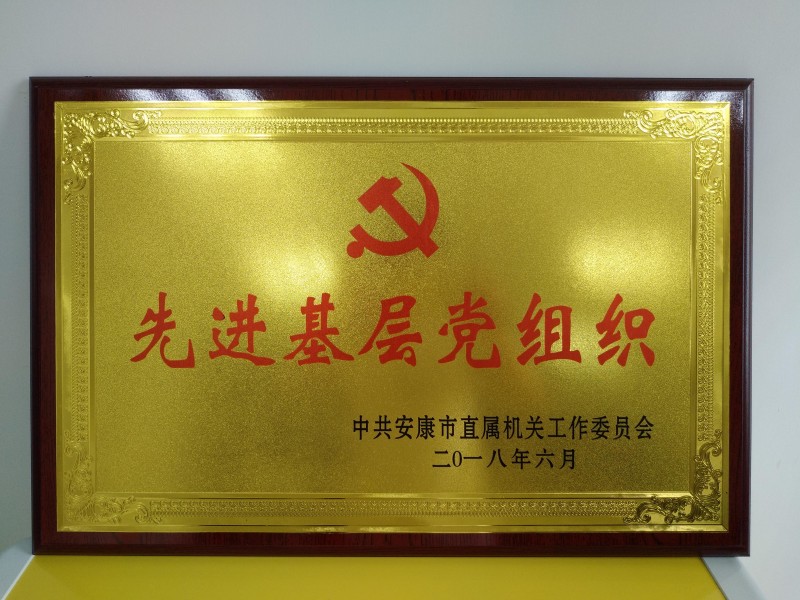 先进基层党组织
中共安康市直属机关工作委员会
二0一八年六月